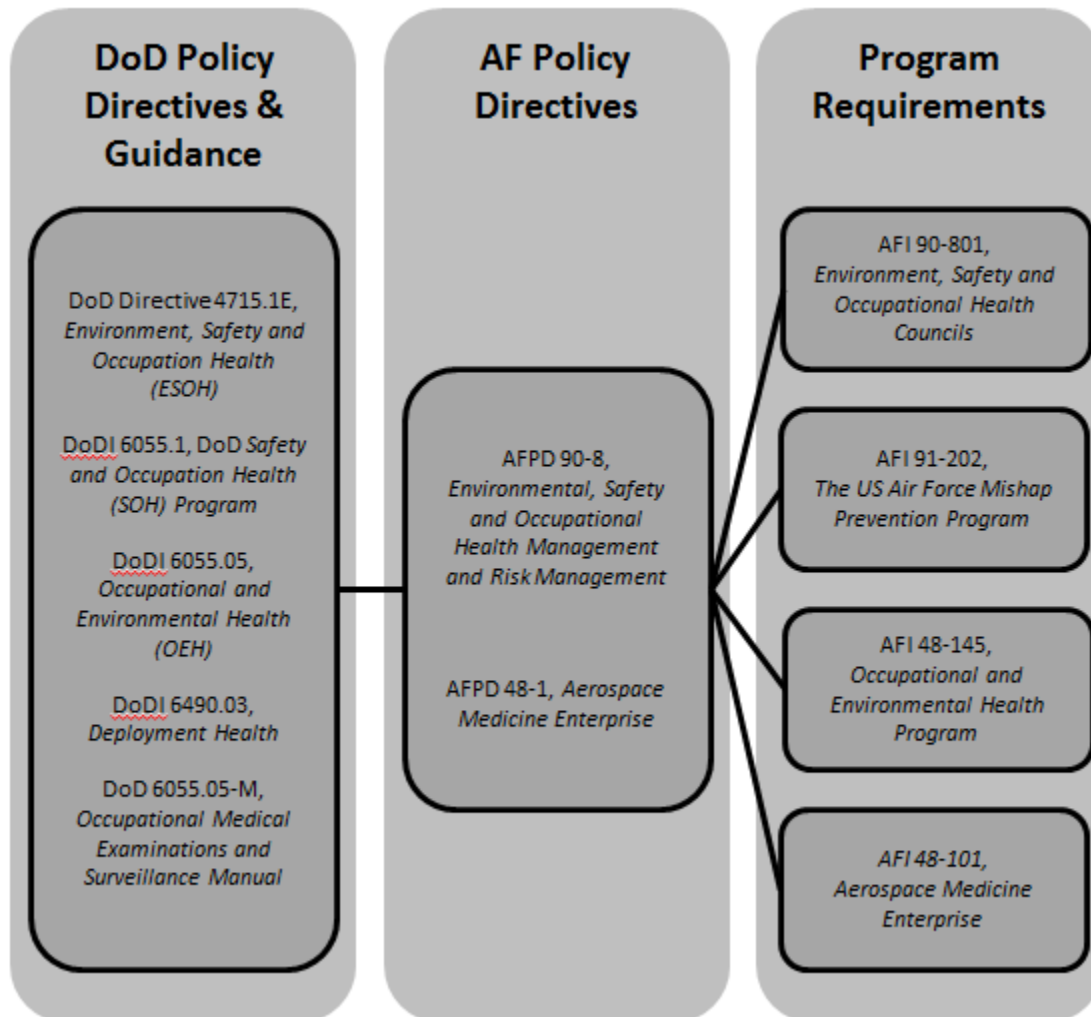 DoD Policy
Directives &
Guidance
DoD Directive 4715.1E,
Environment, Safety and
Occupation Health
(ESOH)
DoDI 6055.1, DoD Safety
and Occupation Health
(SOH) Program
DoDI 6055.05,
Occupational and
Environmental Health
(OEH)
DoDI 6490.03,
Deployment Health
DoD 6055.05-M,
Occupational Medical
Examinations and
Surveillance Manual
AF Policy
Directives
AFPD 90-8,
Environmental, Safety
and Occupational
Health Management
and Risk Management
AFPD 48-1, Aerospace
Medicine Enterprise
Program
Requirements
AFI 90-801,
Environment, Safety and
Occupational Health
Councils
AFI 91-202,
The US Air Force Mishap
Prevention Program
AFI 48-145,
Occupational and
Environmental Health
Program
AFI 48-101,
Aerospace Medicine
Enterprise